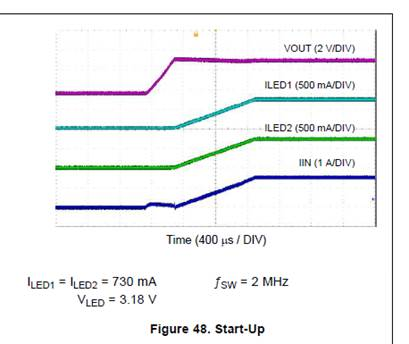 VOUT (2 V/DIV)
ILED1 (500 mA/DIV)
ILED2 (500 mA/DIV)
IIN (1 A/DIV)
Time (400 µs / DIV)
ILED1 = ILED2 = 730 mA
fSW = 2 MHz
VLED = 3.18 V
Figure 48. Start-Up